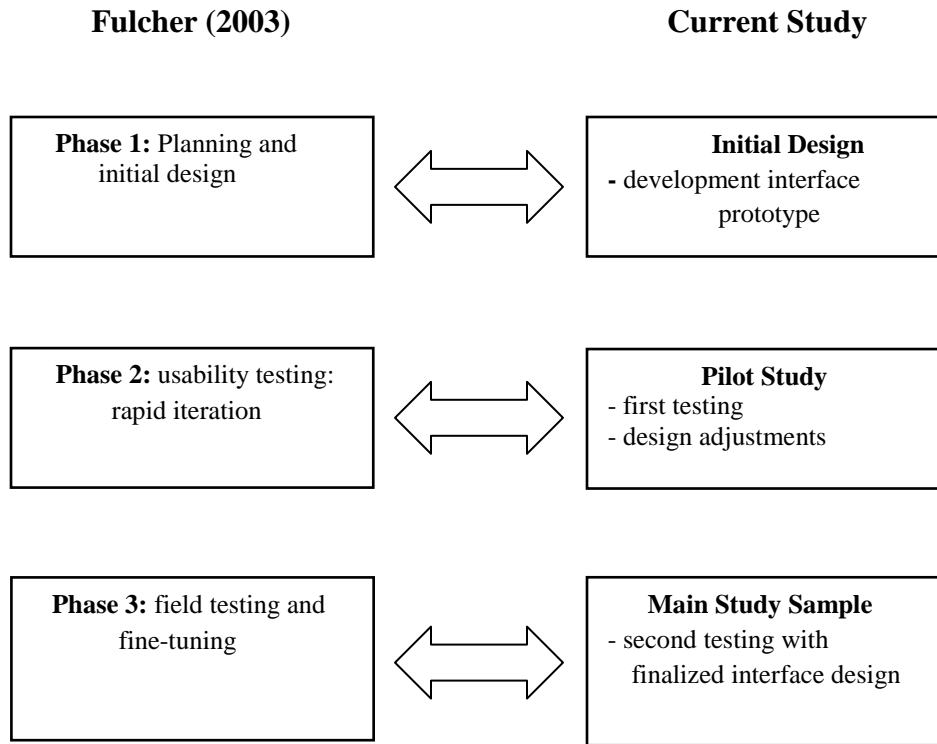 Fulcher (2003)
Current Study
Phase 1: Planning and
initial design
Initial Design
- development interface
prototype
Phase 2: usability testing:
rapid iteration
Pilot Study
- first testing
- design adjustments
Phase 3: field testing and
fine-tuning
Main Study Sample
- second testing with
finalized interface design